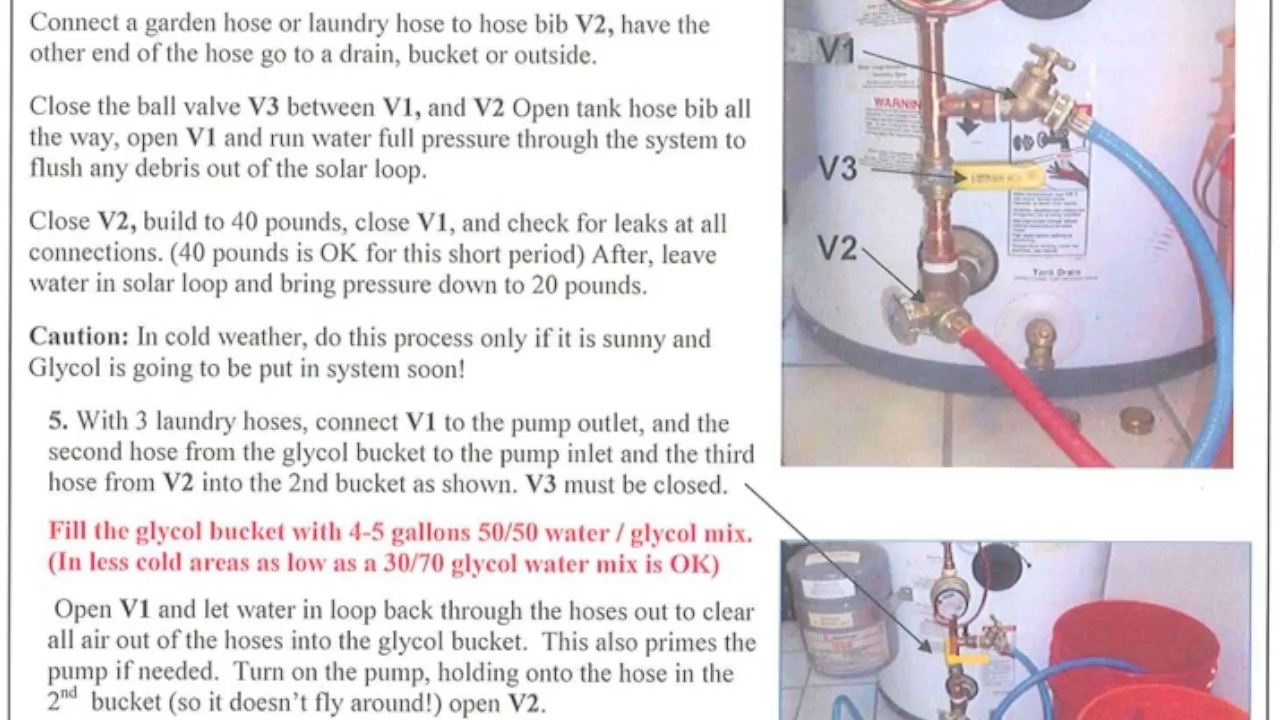 Connect a garden hose or laundry hose to hose bib V2, have the
other end of the hose go to a drain, bucket or outside.
Close the ball valve V3 between V1, and V2 Open tank hose bib all
the way, open V1 and run water full pressure through the system to
flush any debris out of the solar loop.
Close V2, build to 40 pounds, close V1, and check for leaks at all
connections. (40 pounds is OK for this short period) After, leave
water in solar loop and bring pressure down to 20 pounds.
Caution: In cold weather, do this process only if it is sunny and
Glycol is going to be put in system soon!
5. With 3 laundry hoses, connect V1 to the pump outlet, and the
second hose from the glycol bucket to the pump inlet and the third
hose from V2 into the 2nd bucket as shown. V3 must be closed.
Fill the glycol bucket with 4-5 gallons 50/50 water / glycol mix.
(In less cold areas as low as a 30/70 glycol water mix is OK)
Open V1 and let water in loop back through the hoses out to clear
all air out of the hoses into the glycol bucket. This also primes the
pump if needed. Turn on the pump, holding onto the hose in the
2nd bucket (so it doesn't fly around!) open V2.
V1
WARNIN
V3
V2
Tank Drain